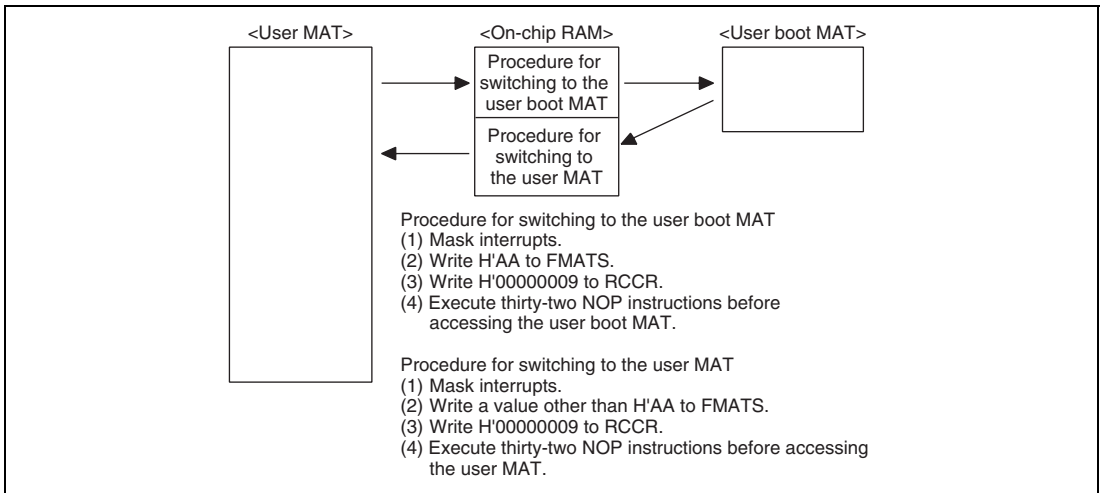 <User MAT>
<On-chip RAM>
<User boot MAT>
Procedure for
switching to the
user boot MAT
Procedure for
switching to
the user MAT
Procedure for switching to the user boot MAT
(1) Mask interrupts.
(2) Write H'AA to FMATS.
(3) Write H'00000009 to RCCR.
(4) Execute thirty-two NOP instructions before
accessing the user boot MAT.
Procedure for switching to the user MAT
(1) Mask interrupts.
(2) Write a value other than H'AA to FMATS.
(3) Write H'00000009 to RCCR.
(4) Execute thirty-two NOP instructions before accessing
the user MAT.